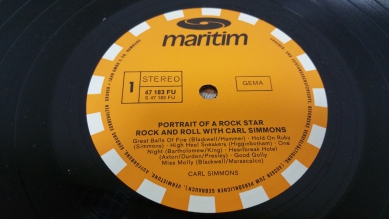 maritim
1
STEREO
47 183 FU
S 47 183 FU
GEMA
PORTRAIT OF A ROCK STAR
ROCK AND ROLL WITH CARL SIMMONS
Great Balls Of Fire (Blackwell/Hammer) · Hold On Ruby
(Simmons) · High Heel Sneakers (Higginbotham) · One
Night (Bartholomew/King) · Heartbreak Hotel
(Axton/Durden/Presley) · Good Golly
Miss Molly (Blackwell/Marascalco)
CARL SIMMONS